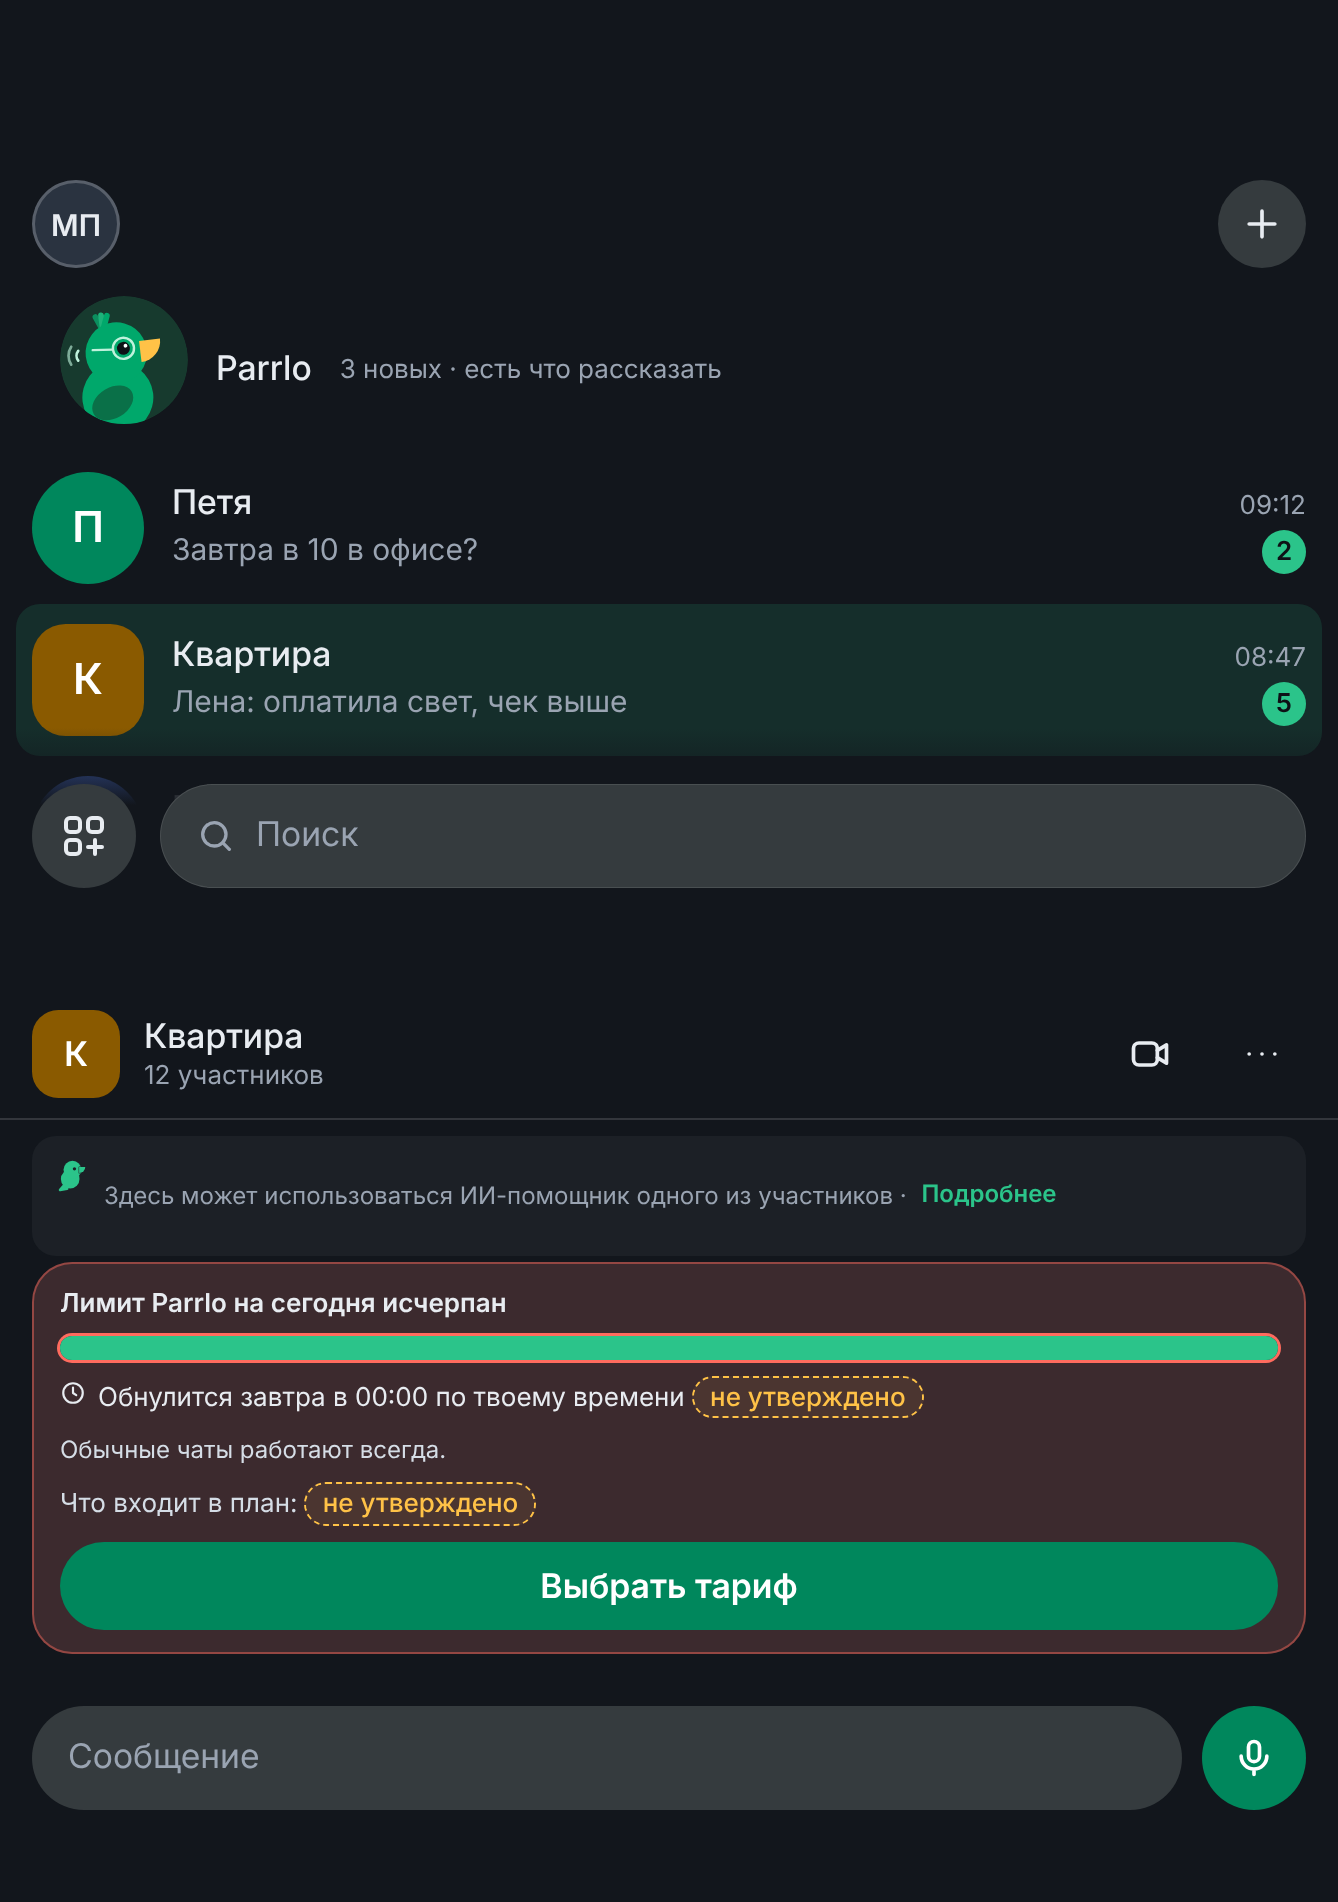 МП
Parrlo 3 новых · есть что рассказать
П
Петя 09:12
Завтра в 10 в офисе? 2
К
Квартира 08:47
Лена: оплатила свет, чек выше 5
Поиск
К
Квартира
12 участников
Здесь может использоваться ИИ-помощник одного из участников · Подробнее
Лимит Parrlo на сегодня исчерпан
Обнулится завтра в 00:00 по твоему времени не утверждено
Обычные чаты работают всегда.
Что входит в план: не утверждено
Выбрать тариф
Сообщение